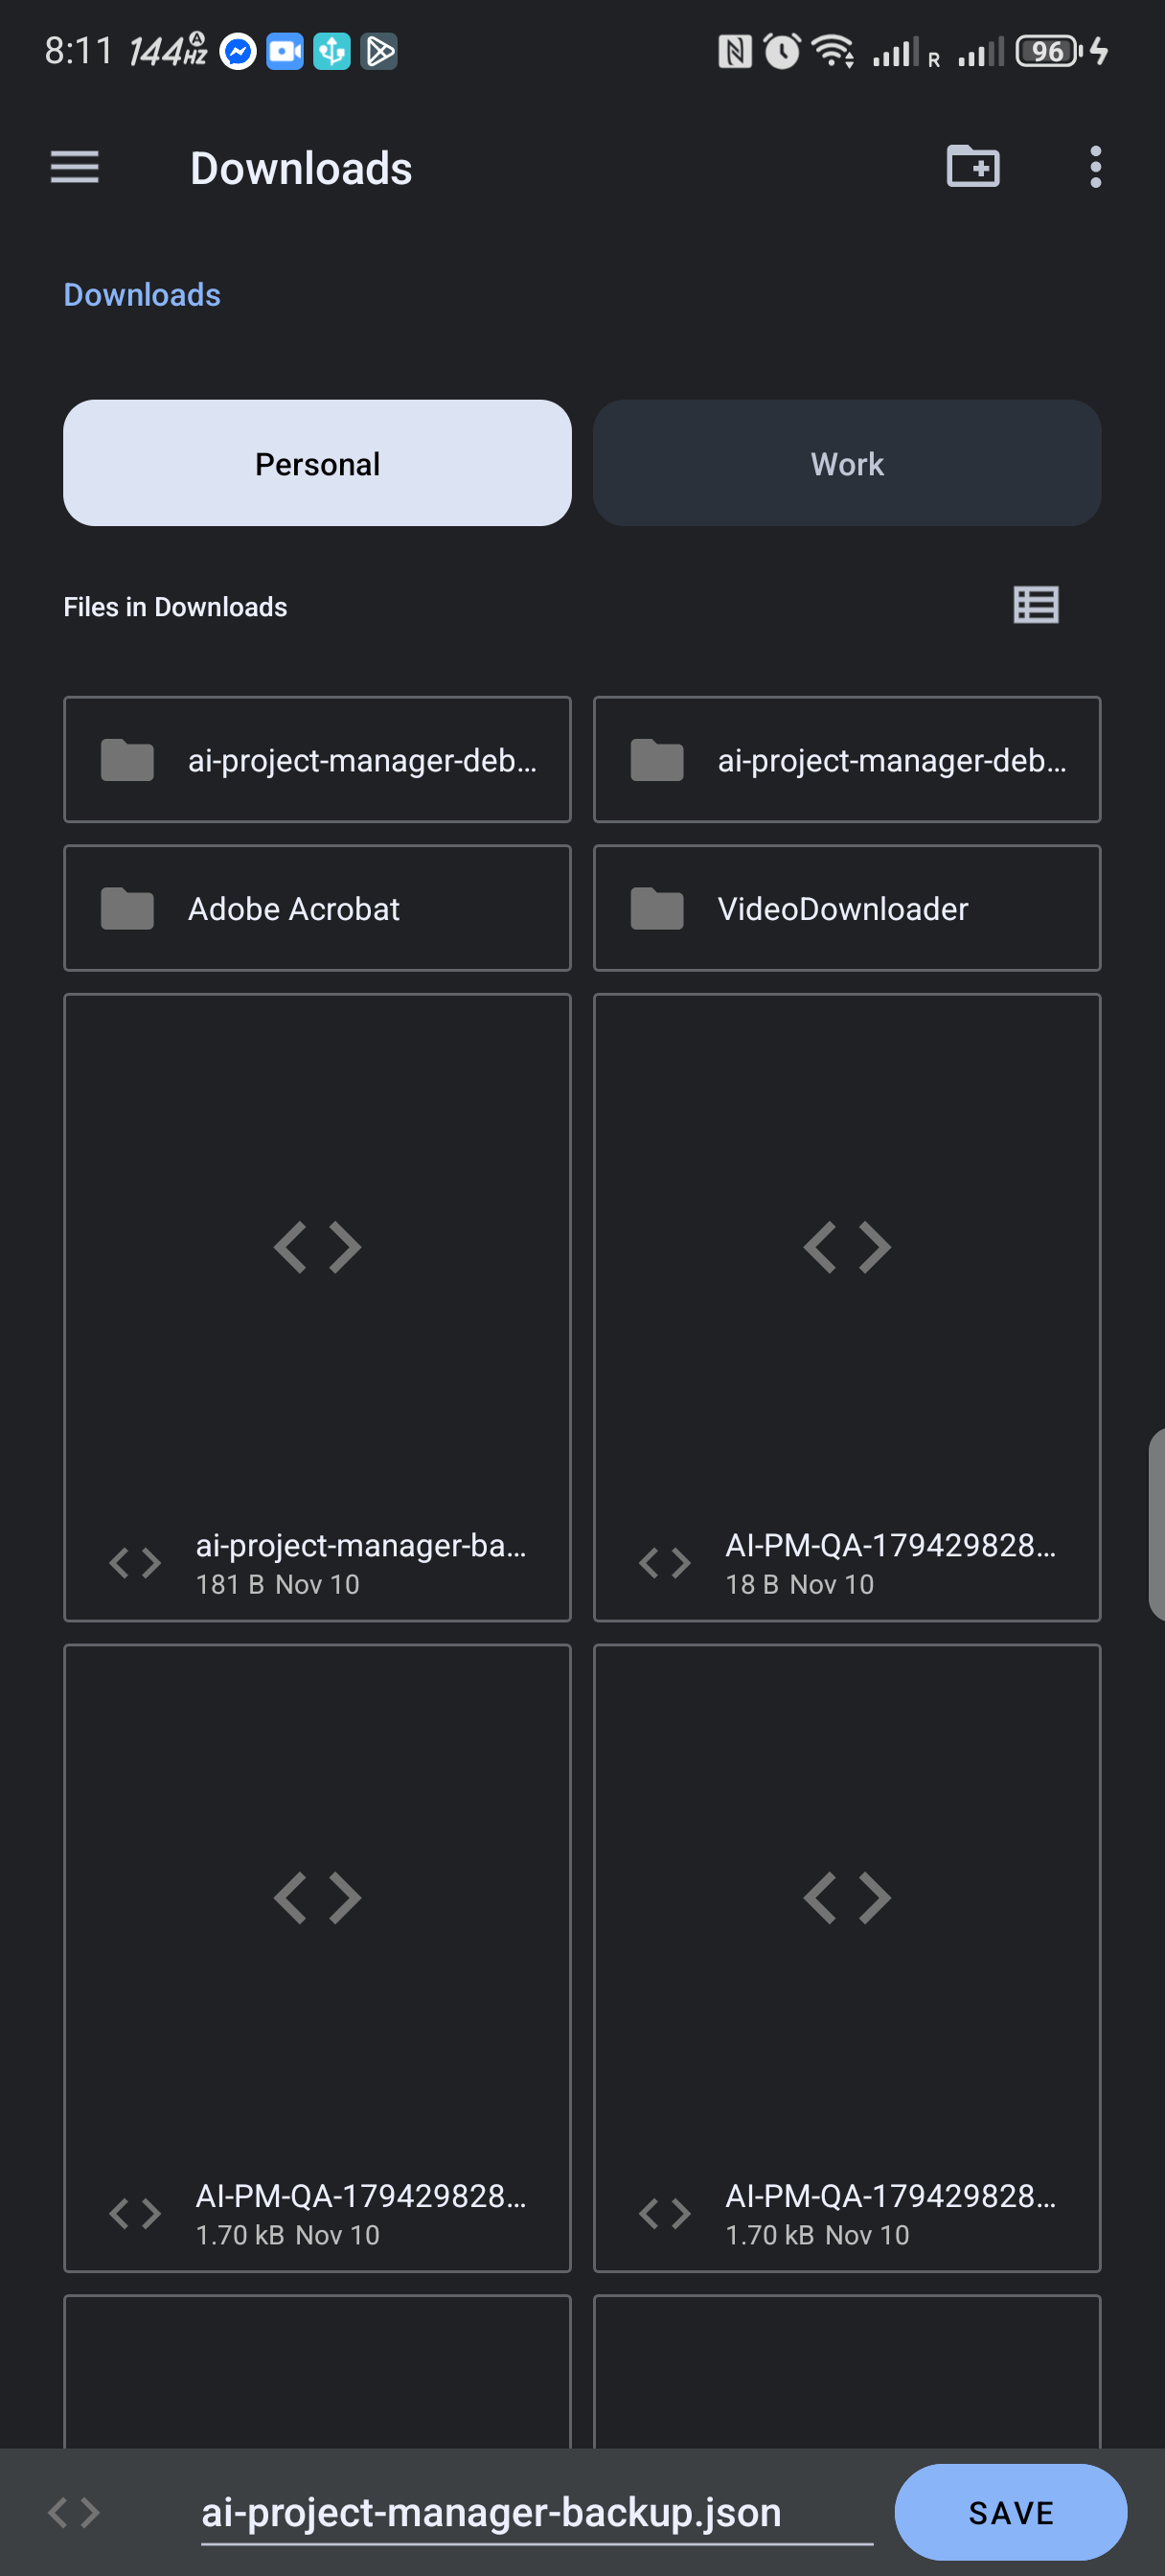 8:11 144HZ A R 96
Downloads
Downloads
Personal Work
Files in Downloads
ai-project-manager-deb... ai-project-manager-deb...
Adobe Acrobat VideoDownloader
ai-project-manager-ba... AI-PM-QA-179429828...
181 B Nov 10 18 B Nov 10
AI-PM-QA-179429828... AI-PM-QA-179429828...
1.70 kB Nov 10 1.70 kB Nov 10
ai-project-manager-backup.json SAVE